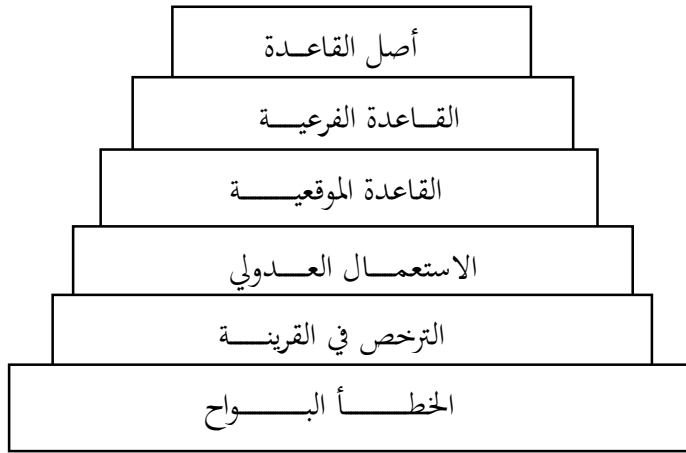 أصل القاعدة
القاعدة الفرعية
القاعدة الموقعية
الاستعمال العدولي
الترخص في القرينة
الخطأ البواح